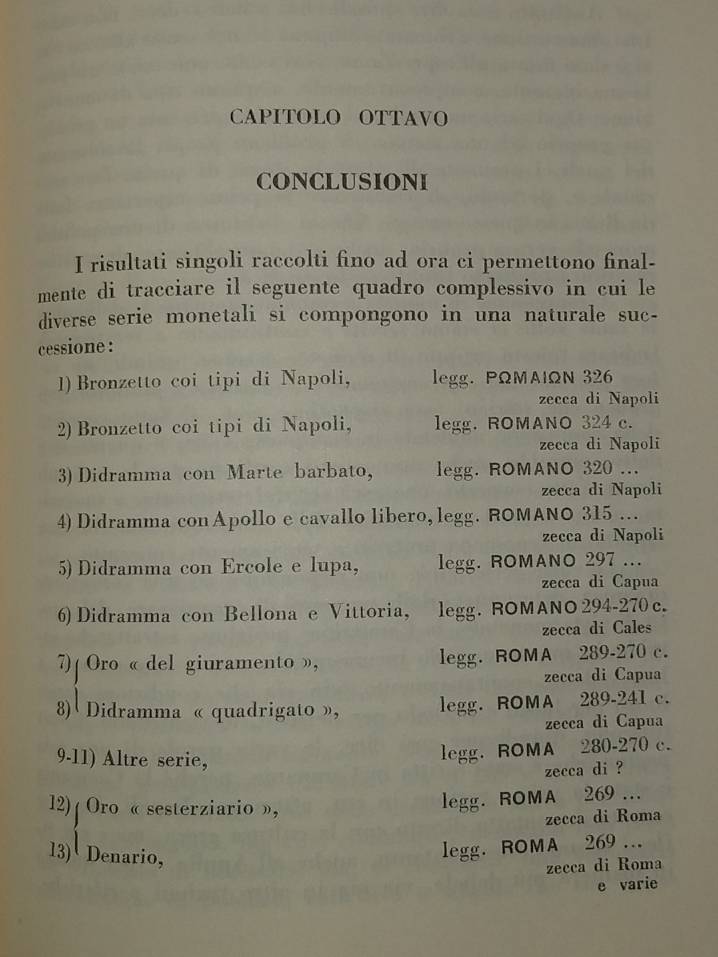 CAPITOLO OTTAVO
CONCLUSIONI
I risultati singoli raccolti fino ad ora ci permettono final-
mente di tracciare il seguente quadro complessivo in cui le
diverse serie monetali si compongono in una naturale suc-
cessione:
1) Bronzetto coi tipi di Napoli, legg. ΡΩΜΑΙΩΝ 326
zecca di Napoli
2) Bronzetto coi tipi di Napoli, legg. ROMANO 324 c.
zecca di Napoli
3) Didramma con Marte barbato, legg. ROMANO 320 ...
zecca di Napoli
4) Didramma con Apollo e cavallo libero, legg. ROMANO 315 ...
zecca di Napoli
5) Didramma con Ercole e lupa, legg. ROMANO 297 ...
zecca di Capua
6) Didramma con Bellona e Vittoria, legg. ROMANO 294-270 c.
zecca di Cales
7) Oro « del giuramento », legg. ROMA 289-270 c.
zecca di Capua
8) Didramma « quadrigato », legg. ROMA 289-241 c.
zecca di Capua
9-11) Altre serie, legg. ROMA 280-270 c.
zecca di ?
12) Oro « sesterziario », legg. ROMA 269 ...
zecca di Roma
13) Denario, legg. ROMA 269 ...
zecca di Roma
e varie